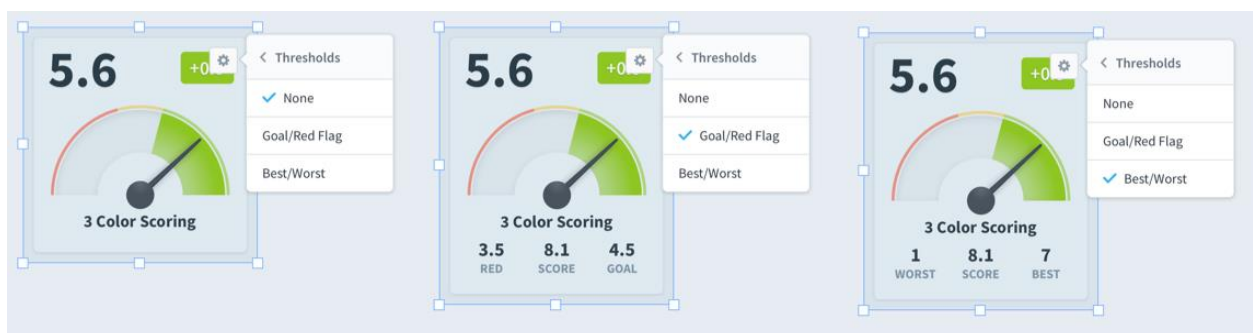 5.6
< Thresholds
None
Goal/Red Flag
Best/Worst
3 Color Scoring
5.6
< Thresholds
None
Goal/Red Flag
Best/Worst
3 Color Scoring
3.5 8.1 4.5
RED SCORE GOAL
5.6
< Thresholds
None
Goal/Red Flag
Best/Worst
3 Color Scoring
1 8.1 7
WORST SCORE BEST